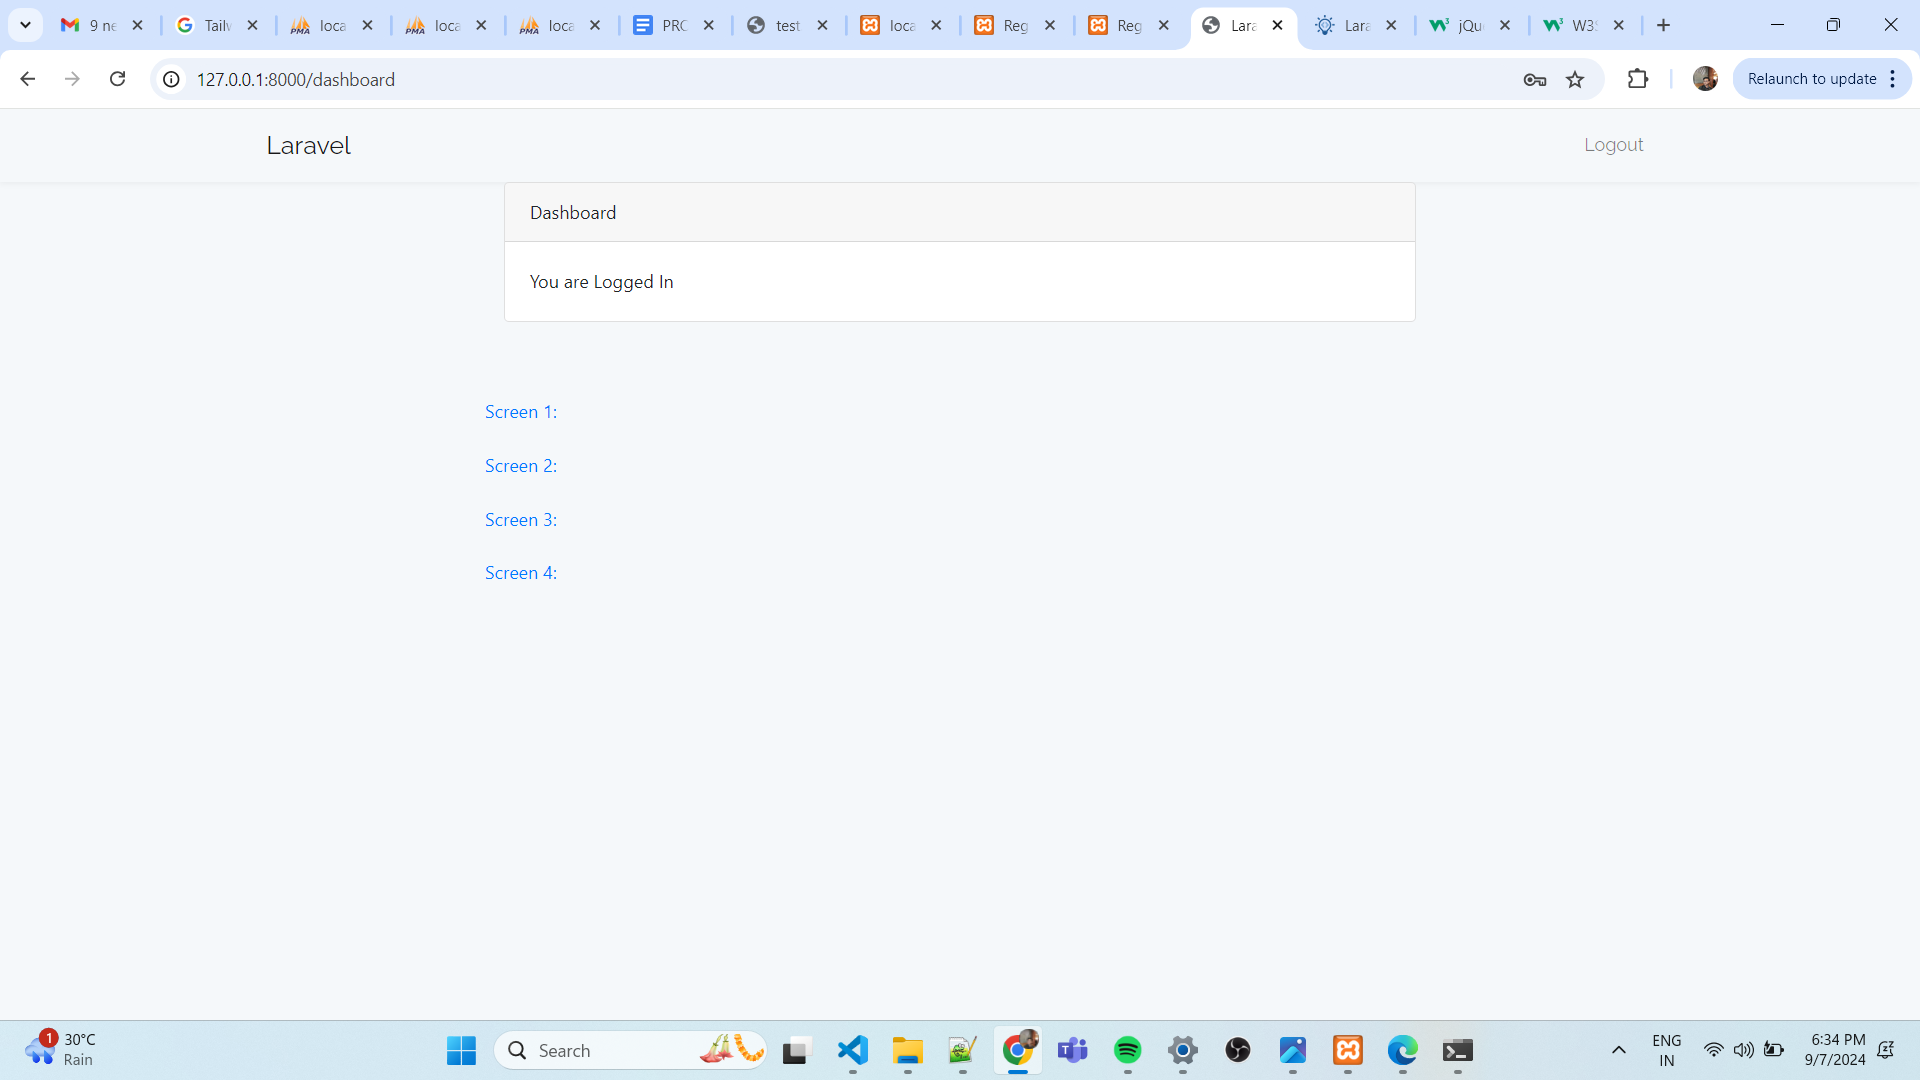 9 ne
Tailv
loca
loca
loca
PRC
test
loca
Reg
Reg
Lara
Lara
jQu
W3S
127.0.0.1:8000/dashboard
Relaunch to update
Laravel
Logout
Dashboard
You are Logged In
Screen 1:
Screen 2:
Screen 3:
Screen 4:
1
30°C
Rain
Search
ENG
IN
6:34 PM
9/7/2024